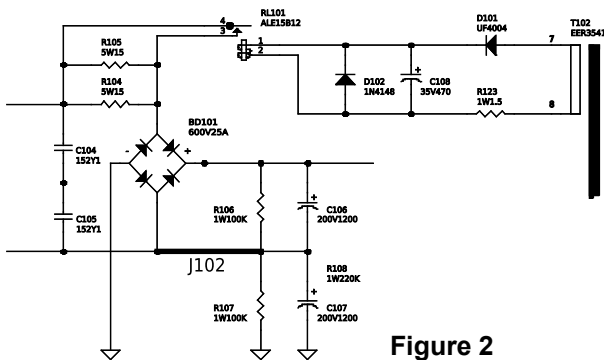 RL101
ALE15B12
4
3
1
2
D101
UF4004
T102
EER3541
7
8
R105
5W15
R104
5W15
D102
1N4148
+
C108
35V470
R123
1W1.5
BD101
600V25A
-
+
C104
152Y1
C105
152Y1
R106
1W100K
+
C106
200V1200
J102
R108
1W220K
R107
1W100K
+
C107
200V1200
Figure 2